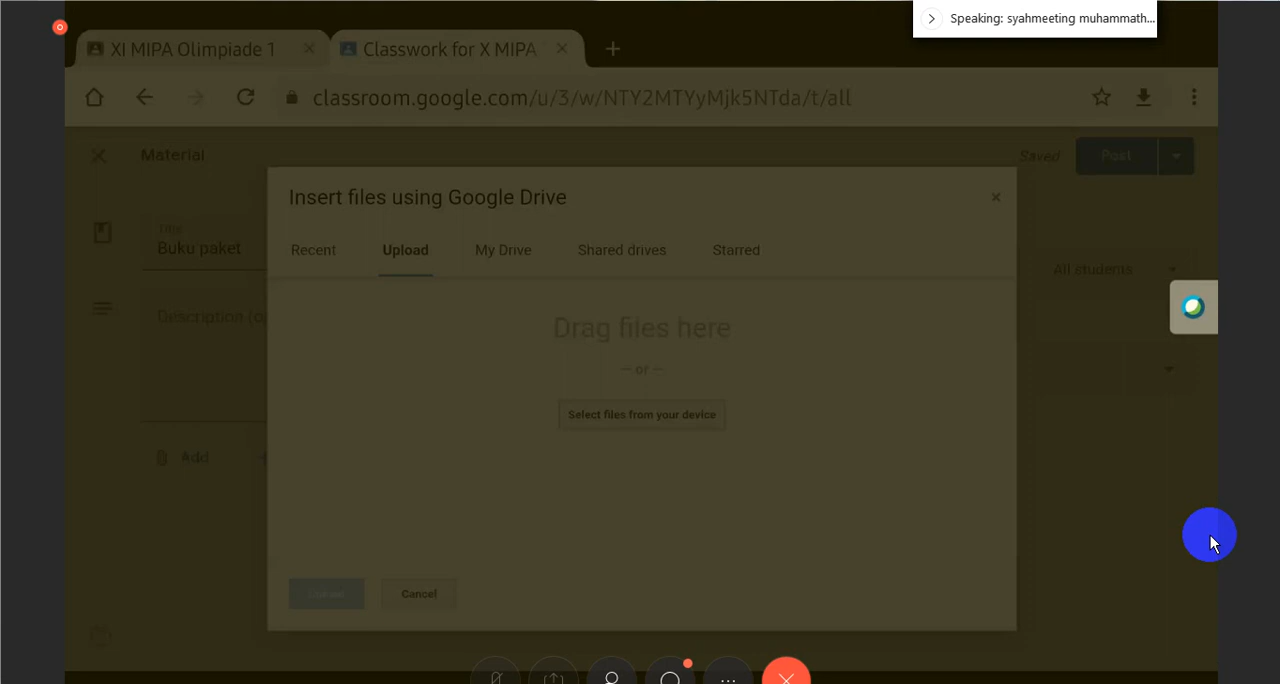 Speaking: syahmeeting muhammath...
XI MIPA Olimpiade 1
Classwork for X MIPA
classroom.google.com/u/3/w/NTY2MTYyMjk5NTda/t/all
Material
Saved
Post
Insert files using Google Drive
Title
Buku paket
Recent
Upload
My Drive
Shared drives
Starred
All students
Description (o
Drag files here
— or —
Select files from your device
Add
Cancel